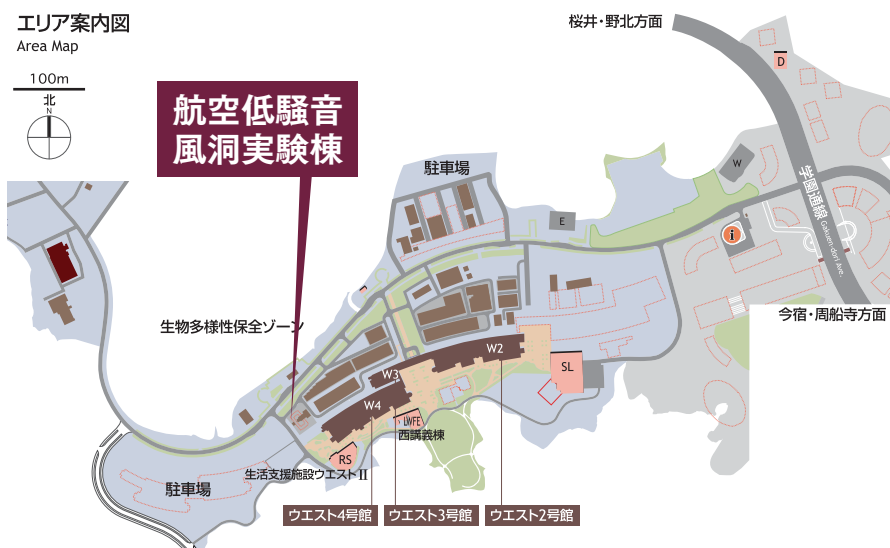 エリア案内図
Area Map
100m
北
N
航空低騒音
風洞実験棟
桜井・野北方面
D
W
駐車場
E
学園通線
Gakuen-dori Ave.
i
今宿・周船寺方面
生物多様性保全ゾーン
W2
W3
SL
W4
LWFE
西講義棟
RS
生活支援施設ウエストⅡ
駐車場
ウエスト4号館
ウエスト3号館
ウエスト2号館